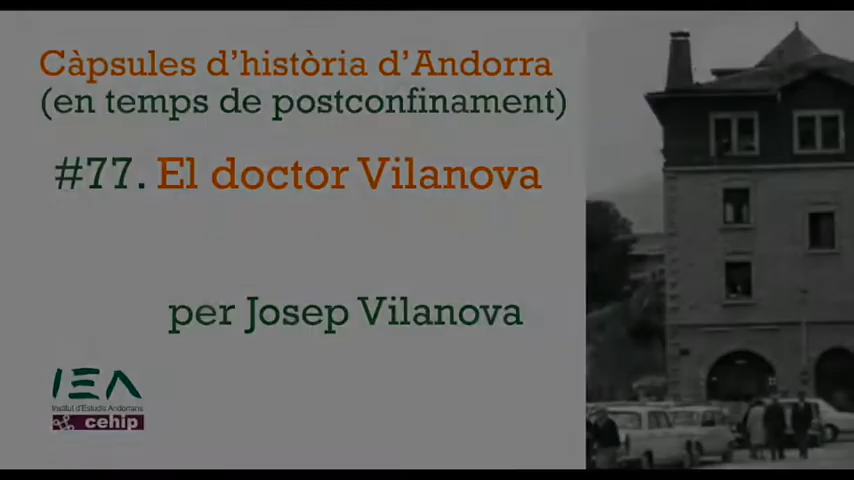 Càpsules d'història d'Andorra
(en temps de postconfinament)
#77. El doctor Vilanova
per Josep Vilanova
IEA
Institut d'Estudis Andorrans
cehip